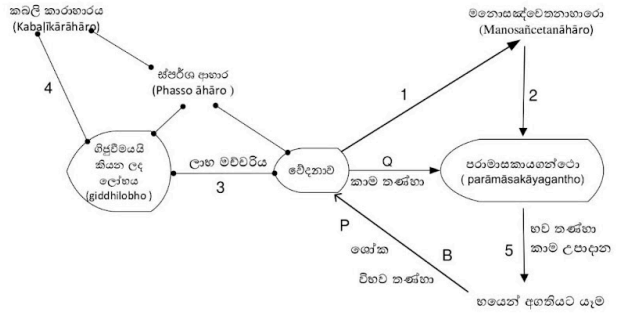 කබලි කාරාහාරය
(Kabaḷīkārāhāro)
මනොසඤ්චෙතනාහාරො
(Manosañcetanāhāro)
ස්පර්ශ ආහාර
(Phasso āhāro )
4
1
2
ගිජුවීමයයි
කියන ලද
ලෝභය
(giddhilobho)
ලාභ මච්චරිය
3
වේදනාව
Q
කාම තණ්හා
පරාමාසකායගන්ථො
( parāmāsakāyagantho)
P
ශෝක
B
විභව තණ්හා
5
භව තණ්හා
කාම උපාදාන
භයෙන් අගතියට යෑම